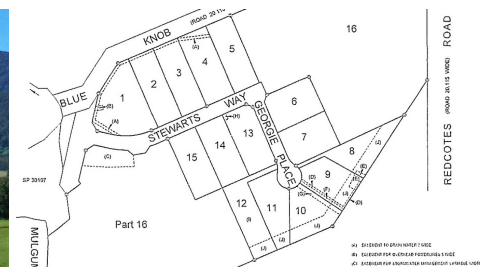 KNOB
(ROAD 20.115 WIDE)
16
REDCOTES (ROAD 20.115 WIDE) ROAD
BLUE
(A)
5
4
3
2
1
(B)
(A)
STEWARTS WAY
(H)
GEORGIE PLACE
6
7
13
14
15
(C)
SP 33107
Part 16
MULGUM
8
(J)
9
(D)
(E)
(E)
(F)
(G)
(J)
(J)
(D)
12
(I)
11
10
(J)
(J)
(J)
(A) EASEMENT TO DRAIN WATER 2 WIDE
(B) EASEMENT FOR OVERHEAD POWERLINES 5 WIDE